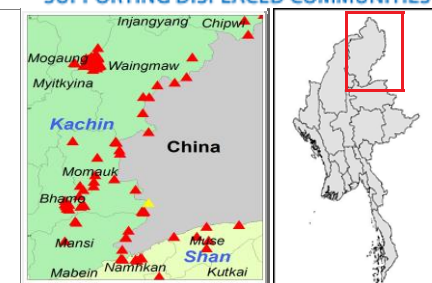 SUPPORTING DISPLACED COMMUNITIES
Injangyang Chipwi
Mogaung Waingmaw
Myitkyina
Kachin
China
Momauk
Bhamo
Mansi Muse
Shan
Mabein Namhkan Kutkai